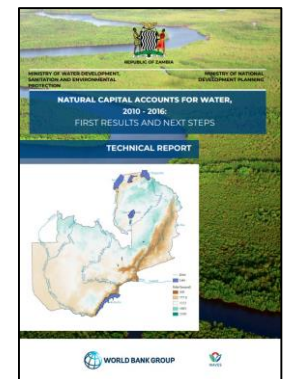 REPUBLIC OF ZAMBIA
MINISTRY OF WATER DEVELOPMENT,
SANITATION AND ENVIRONMENTAL
PROTECTION
MINISTRY OF NATIONAL
DEVELOPMENT PLANNING
NATURAL CAPITAL ACCOUNTS FOR WATER,
2010 - 2016:
FIRST RESULTS AND NEXT STEPS
TECHNICAL REPORT
WORLD BANK GROUP
WAVES